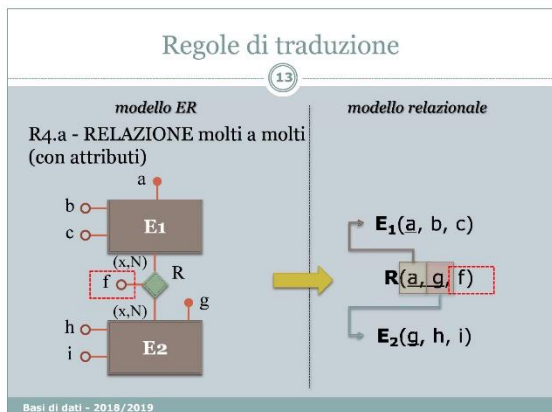 Regole di traduzione
13
modello ER
modello relazionale
R4.a - RELAZIONE molti a molti
(con attributi)
a
b
c
E1
(x,N)
f
R
(x,N)
g
h
i
E2
E1(a, b, c)
R(a, g, f)
E2(g, h, i)
Basi di dati - 2018/2019